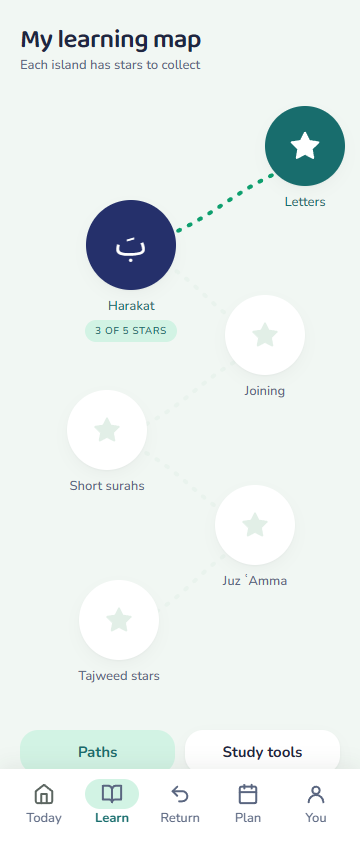 My learning map
Each island has stars to collect
Letters
بَ
Harakat
3 OF 5 STARS
Joining
Short surahs
Juz ʿAmma
Tajweed stars
Paths
Study tools
Today
Learn
Return
Plan
You